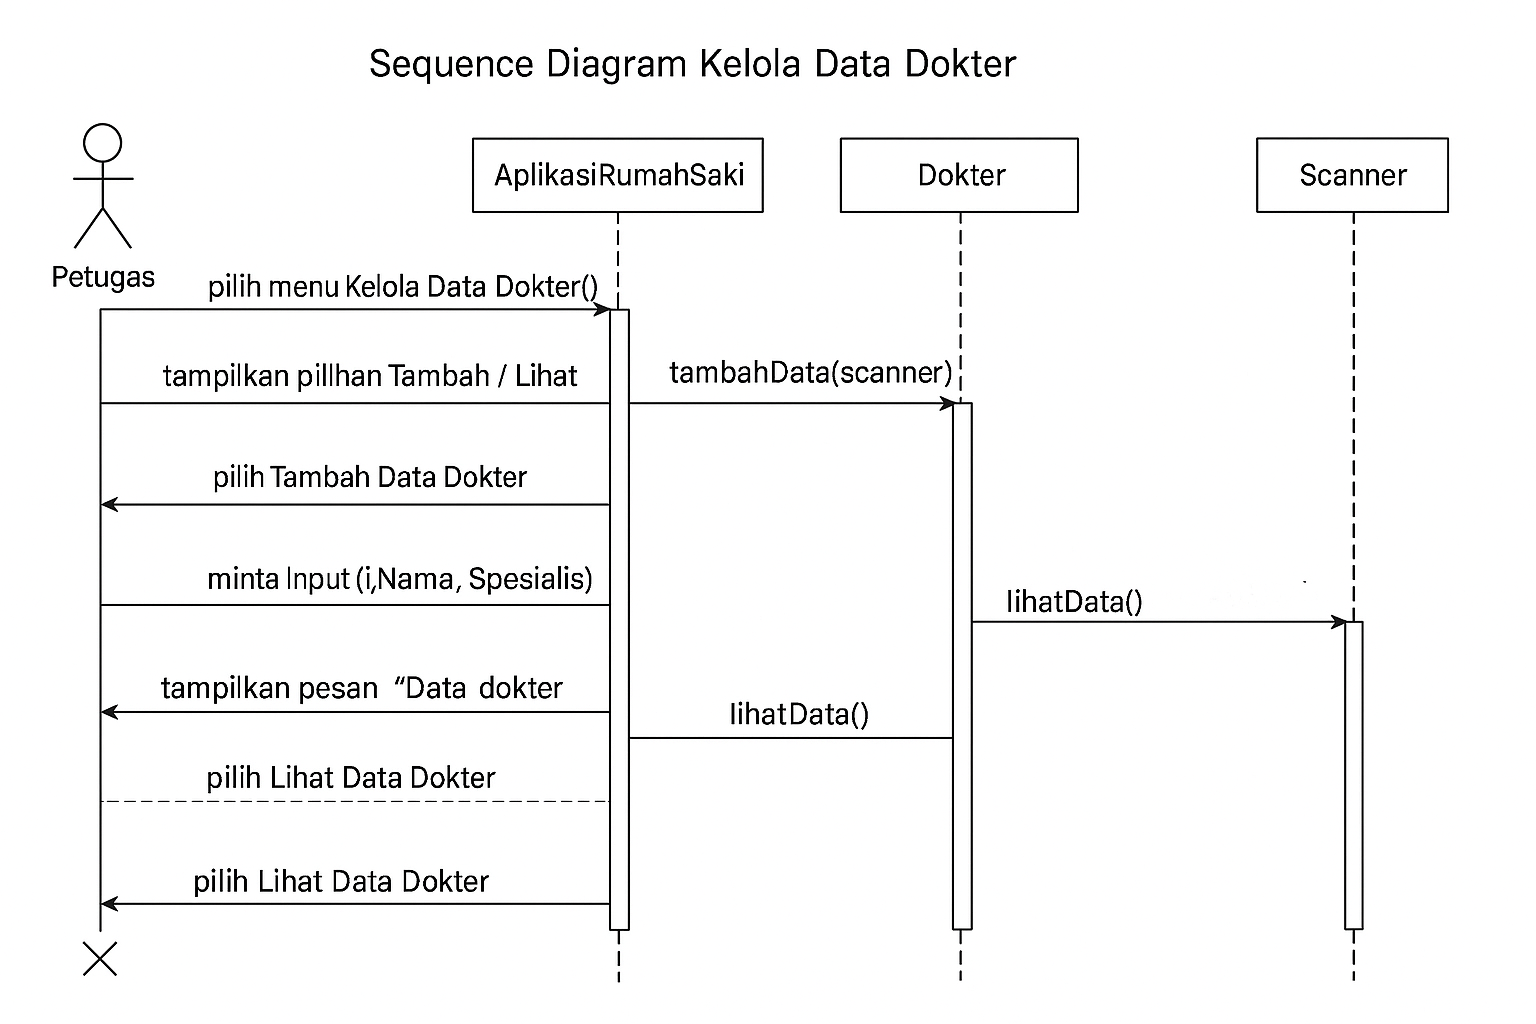 Sequence Diagram Kelola Data Dokter
AplikasiRumahSaki
Dokter
Scanner
Petugas
pilih menu Kelola Data Dokter()
tampilkan pillhan Tambah / Lihat
tambahData(scanner)
pilih Tambah Data Dokter
minta Input (i,Nama, Spesialis)
lihatData()
tampilkan pesan “Data dokter
lihatData()
pilih Lihat Data Dokter
pilih Lihat Data Dokter